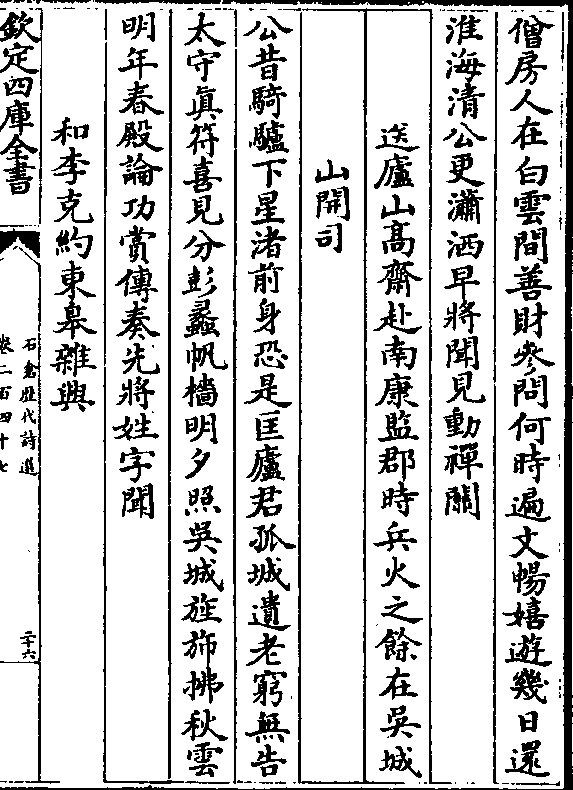 僧房人在白雲間善財參問何時遍文暢嬉遊幾日還
淮海清公更瀟洒早將聞見動禪關
送廬山髙齋赴南康監郡時兵火之餘在吳城
山開司
公昔騎驢下星渚前身恐是匡廬君孤城遺老窮無告
太守真符喜見分彭蠡帆檣明夕照吳城旌斾拂秋雲
明年春殿論功賞傳奏先將姓字聞
和李克約東皋雜興
欽定四庫全書
石倉歷代詩選
卷二百四十七
二十六